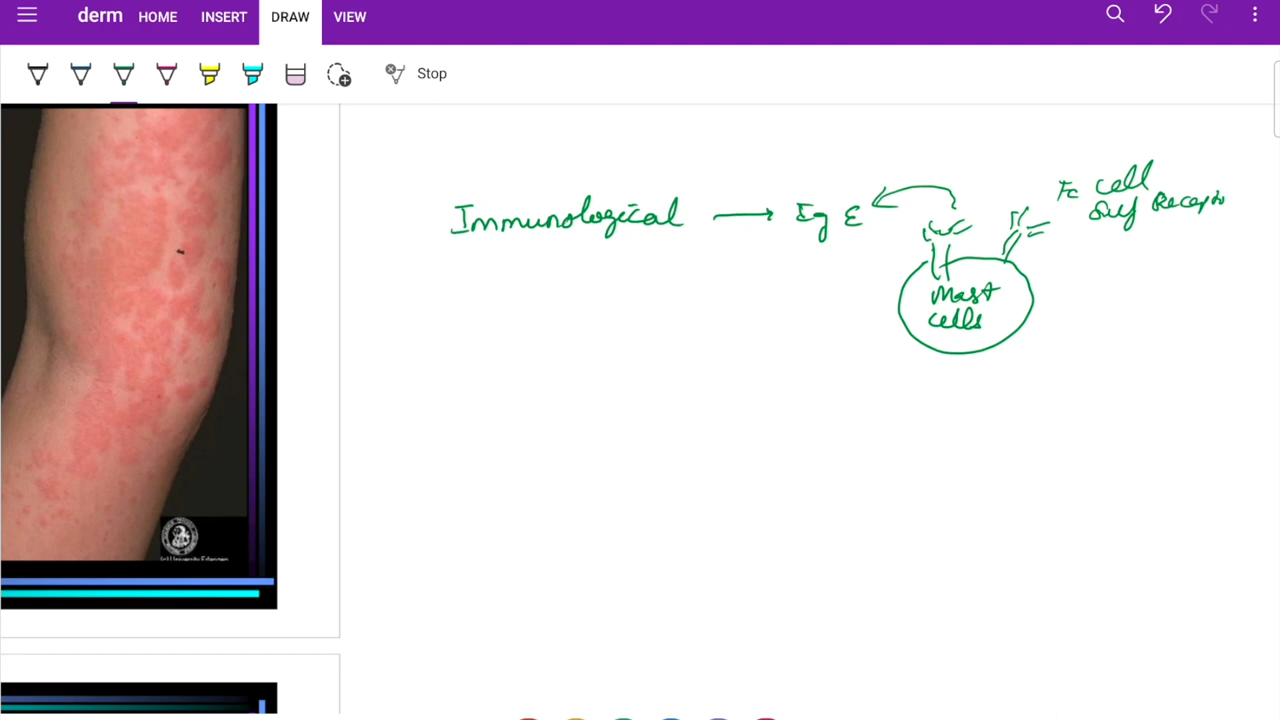 derm HOME INSERT DRAW VIEW
Stop
Immunological → Ig E
Fc cell
Surf Receptor
Mast
cells